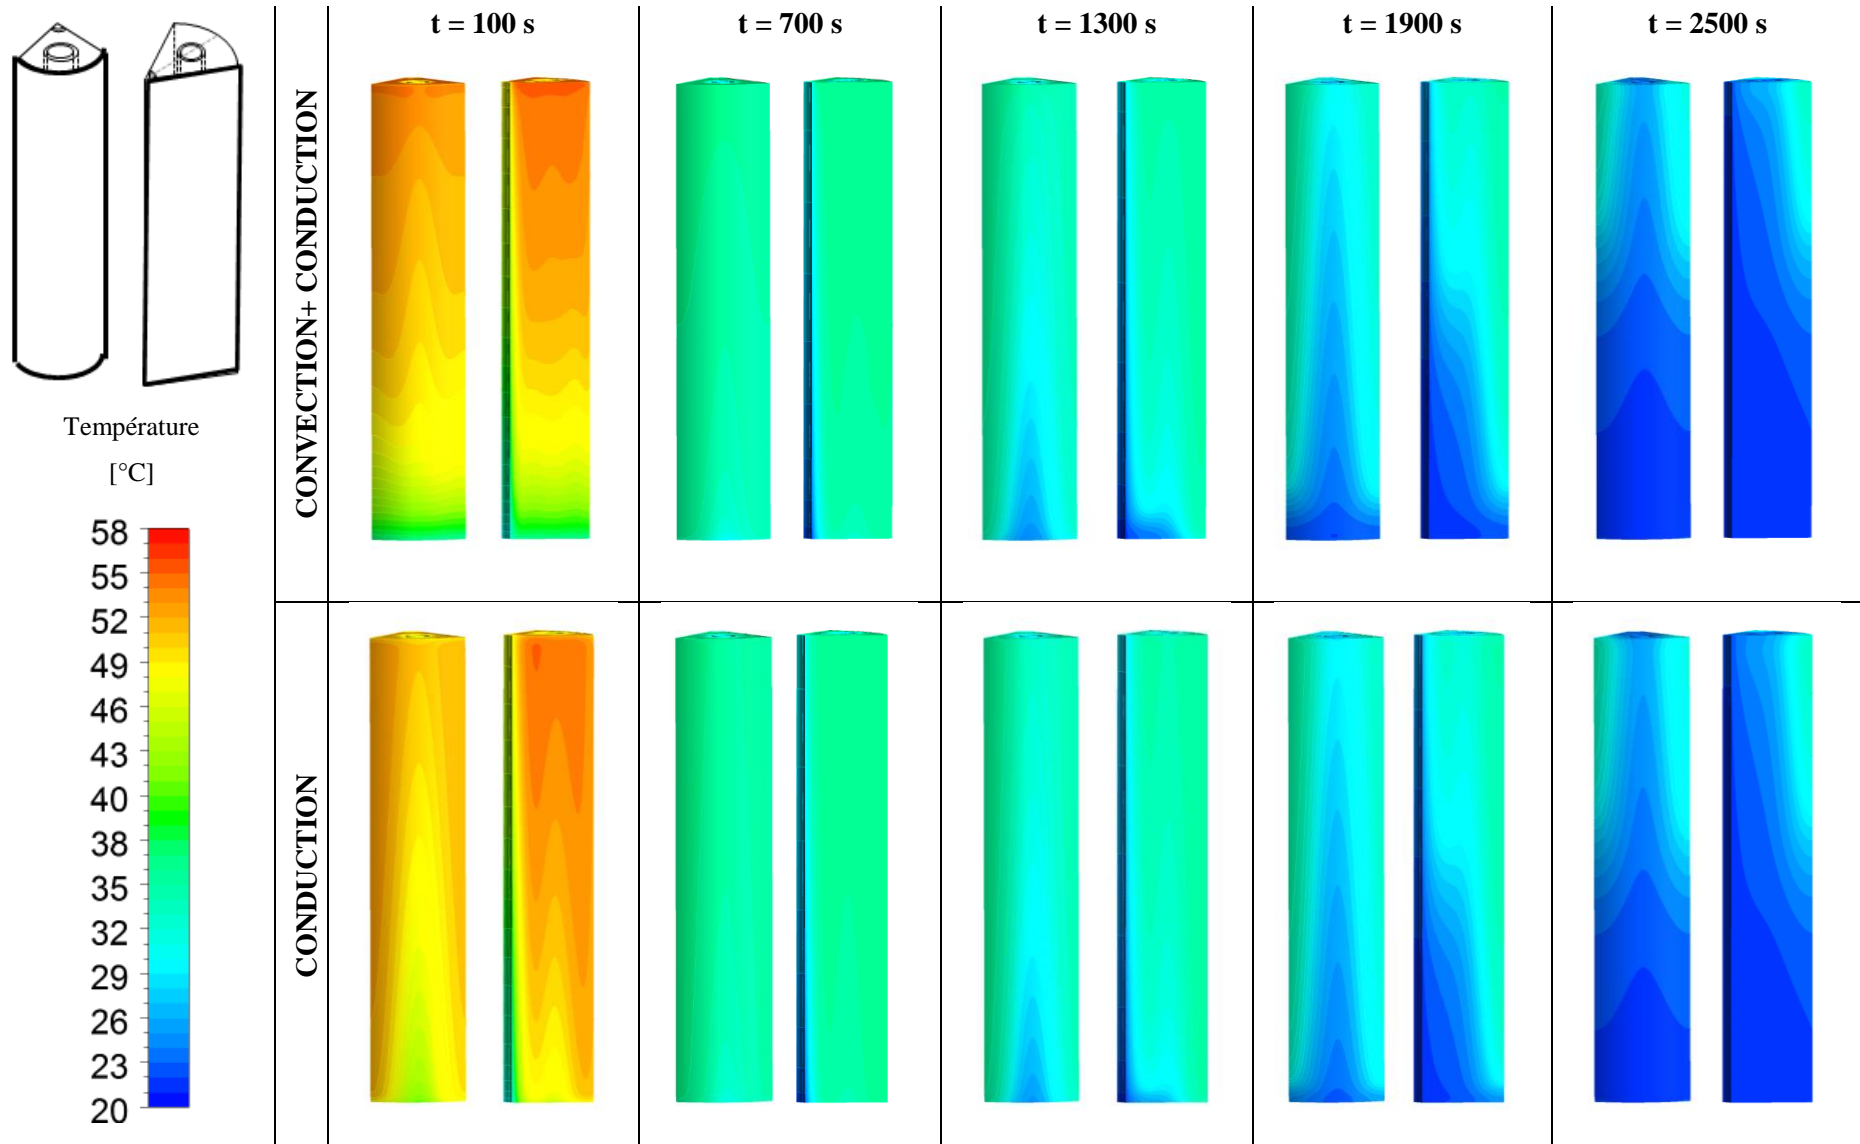 t = 100 s
t = 700 s
t = 1300 s
t = 1900 s
t = 2500 s
CONVECTION+ CONDUCTION
CONDUCTION
Température
[°C]
58
55
52
49
46
43
40
38
35
32
29
26
23
20